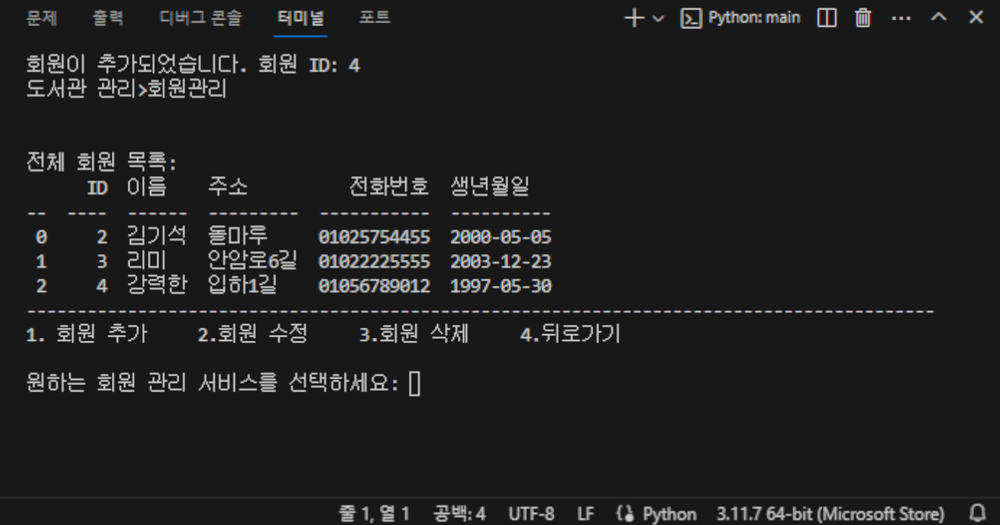 문제 출력 디버그 콘솔 터미널 포트 Python: main
회원이 추가되었습니다. 회원 ID: 4
도서관 관리>회원관리
전체 회원 목록:
ID 이름 주소 전화번호 생년월일
-- ---- ------ --------- ----------- ----------
0 2 김기석 돌마루 01025754455 2000-05-05
1 3 리미 안암로6길 01022225555 2003-12-23
2 4 강력한 입하1길 01056789012 1997-05-30
------------------------------------------------------------------------------------------
1. 회원 추가 2.회원 수정 3.회원 삭제 4.뒤로가기
원하는 회원 관리 서비스를 선택하세요:
줄 1, 열 1 공백: 4 UTF-8 LF Python 3.11.7 64-bit (Microsoft Store)